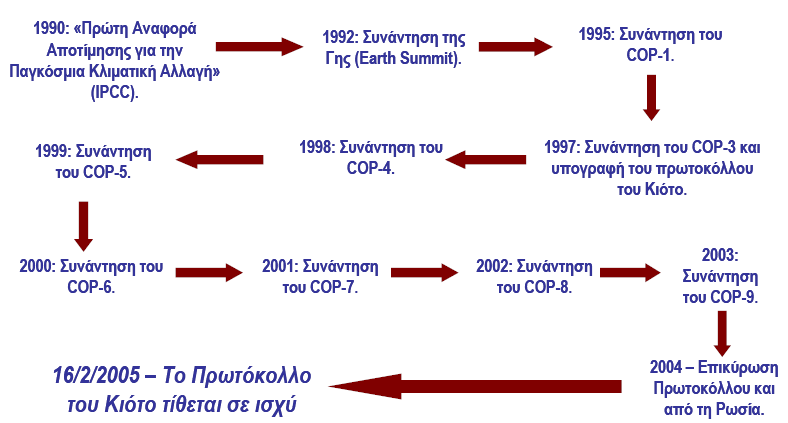 1990: «Πρώτη Αναφορά
Αποτίμησης για την
Παγκόσμια Κλιματική Αλλαγή»
(IPCC).
1992: Συνάντηση της
Γης (Earth Summit).
1995: Συνάντηση του
COP-1.
1997: Συνάντηση του COP-3 και
υπογραφή του πρωτοκόλλου
του Κιότο.
1998: Συνάντηση του
COP-4.
1999: Συνάντηση
του COP-5.
2000: Συνάντηση του
COP-6.
2001: Συνάντηση
του COP-7.
2002: Συνάντηση
του COP-8.
2003:
Συνάντηση
του COP-9.
2004 – Επικύρωση
Πρωτοκόλλου και
από τη Ρωσία.
16/2/2005 – Το Πρωτόκολλο
του Κιότο τίθεται σε ισχύ